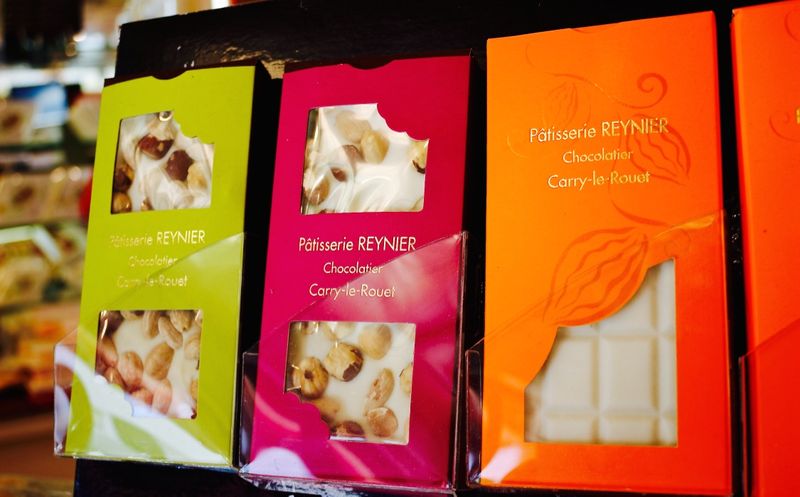 Pâtisserie REYNIER
Chocolatier
Carry-le-Rouet
Pâtisserie REYNIER
Chocolatier
Carry-le-Rouet
Pâtisserie REYNIER
Chocolatier
Carry-le-Rouet